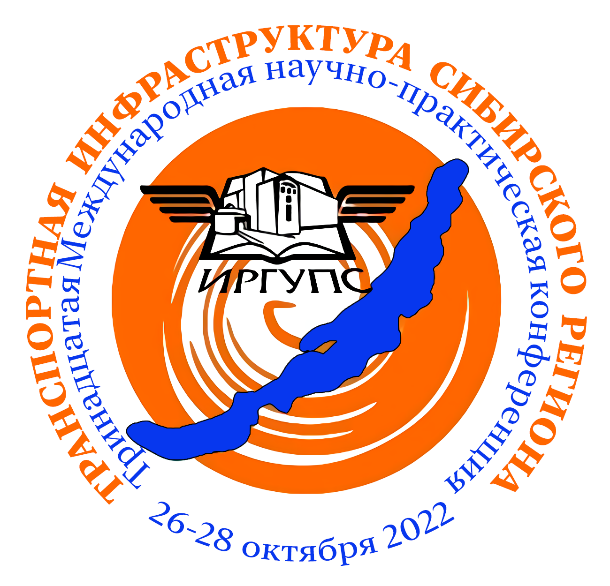 ТРАНСПОРТНАЯ ИНФРАСТРУКТУРА СИБИРСКОГО РЕГИОНА
Тринадцатая Международная научно-практическая конференция
ИРГУПС
26-28 октября 2022